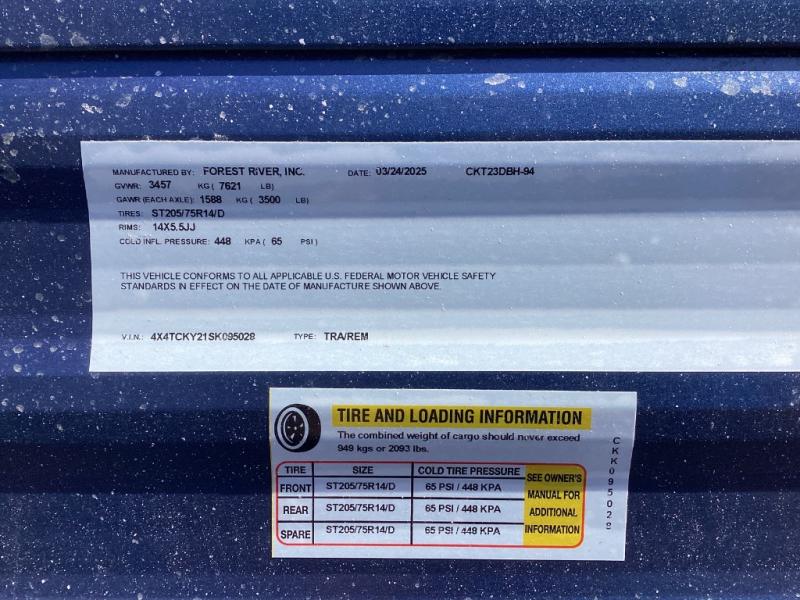 MANUFACTURED BY: FOREST RIVER, INC. DATE: 03/24/2025 CKT23DBH-94
GVWR: 3457 KG ( 7621 LB)
GAWR (EACH AXLE): 1588 KG ( 3500 LB)
TIRES: ST205/75R14/D
RIMS: 14X5.5JJ
COLD INFL. PRESSURE: 448 KPA ( 65 PSI)
THIS VEHICLE CONFORMS TO ALL APPLICABLE U.S. FEDERAL MOTOR VEHICLE SAFETY
STANDARDS IN EFFECT ON THE DATE OF MANUFACTURE SHOWN ABOVE.
V.I.N.: 4X4TCKY21SK095028 TYPE: TRA/REM
TIRE AND LOADING INFORMATION
The combined weight of cargo should never exceed
949 kgs or 2093 lbs.
TIRE SIZE COLD TIRE PRESSURE
FRONT ST205/75R14/D 65 PSI / 448 KPA
REAR ST205/75R14/D 65 PSI / 448 KPA
SPARE ST205/75R14/D 65 PSI / 448 KPA
SEE OWNER'S
MANUAL FOR
ADDITIONAL
INFORMATION
CKK095028